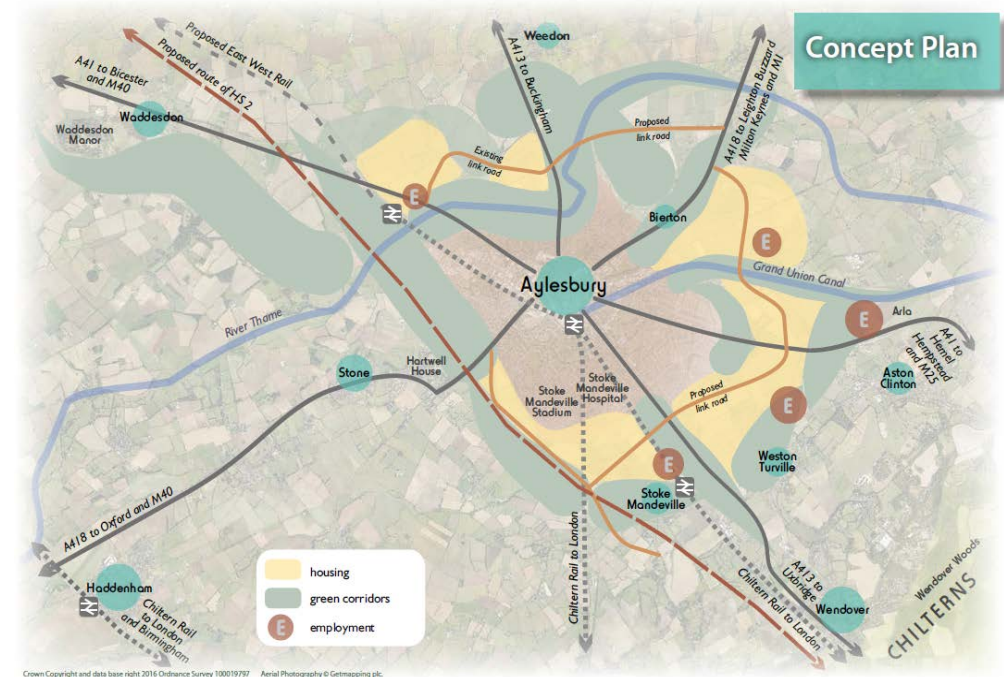 Concept Plan
Weedon
Proposed East West Rail
Proposed route of HS2
A41 to Bicester
and M40
A413 to Buckingham
A418 to Leighton Buzzard
Milton Keynes and M1
Waddesdon
Waddesdon
Manor
Existing
link road
Proposed
link road
E
Bierton
E
Grand Union Canal
Aylesbury
River Thame
E
Arla
A41 to
Hemel
Hempstead
and M25
Hartwell
House
Stone
Aston
Clinton
Stoke
Mandeville
Stadium
Stoke
Mandeville
Hospital
Proposed
link road
E
Weston
Turville
E
Stoke
Mandeville
A418 to Oxford and M40
Chiltern Rail to London
Chiltern Rail to London
A413 to
Uxbridge
Wendover
Wendover Woods
CHILTERNS
Haddenham
Chiltern Rail
to London
and Birmingham
housing
green corridors
E employment
Crown Copyright and data base right 2016 Ordnance Survey 100019797 Aerial Photography © Getmapping plc.